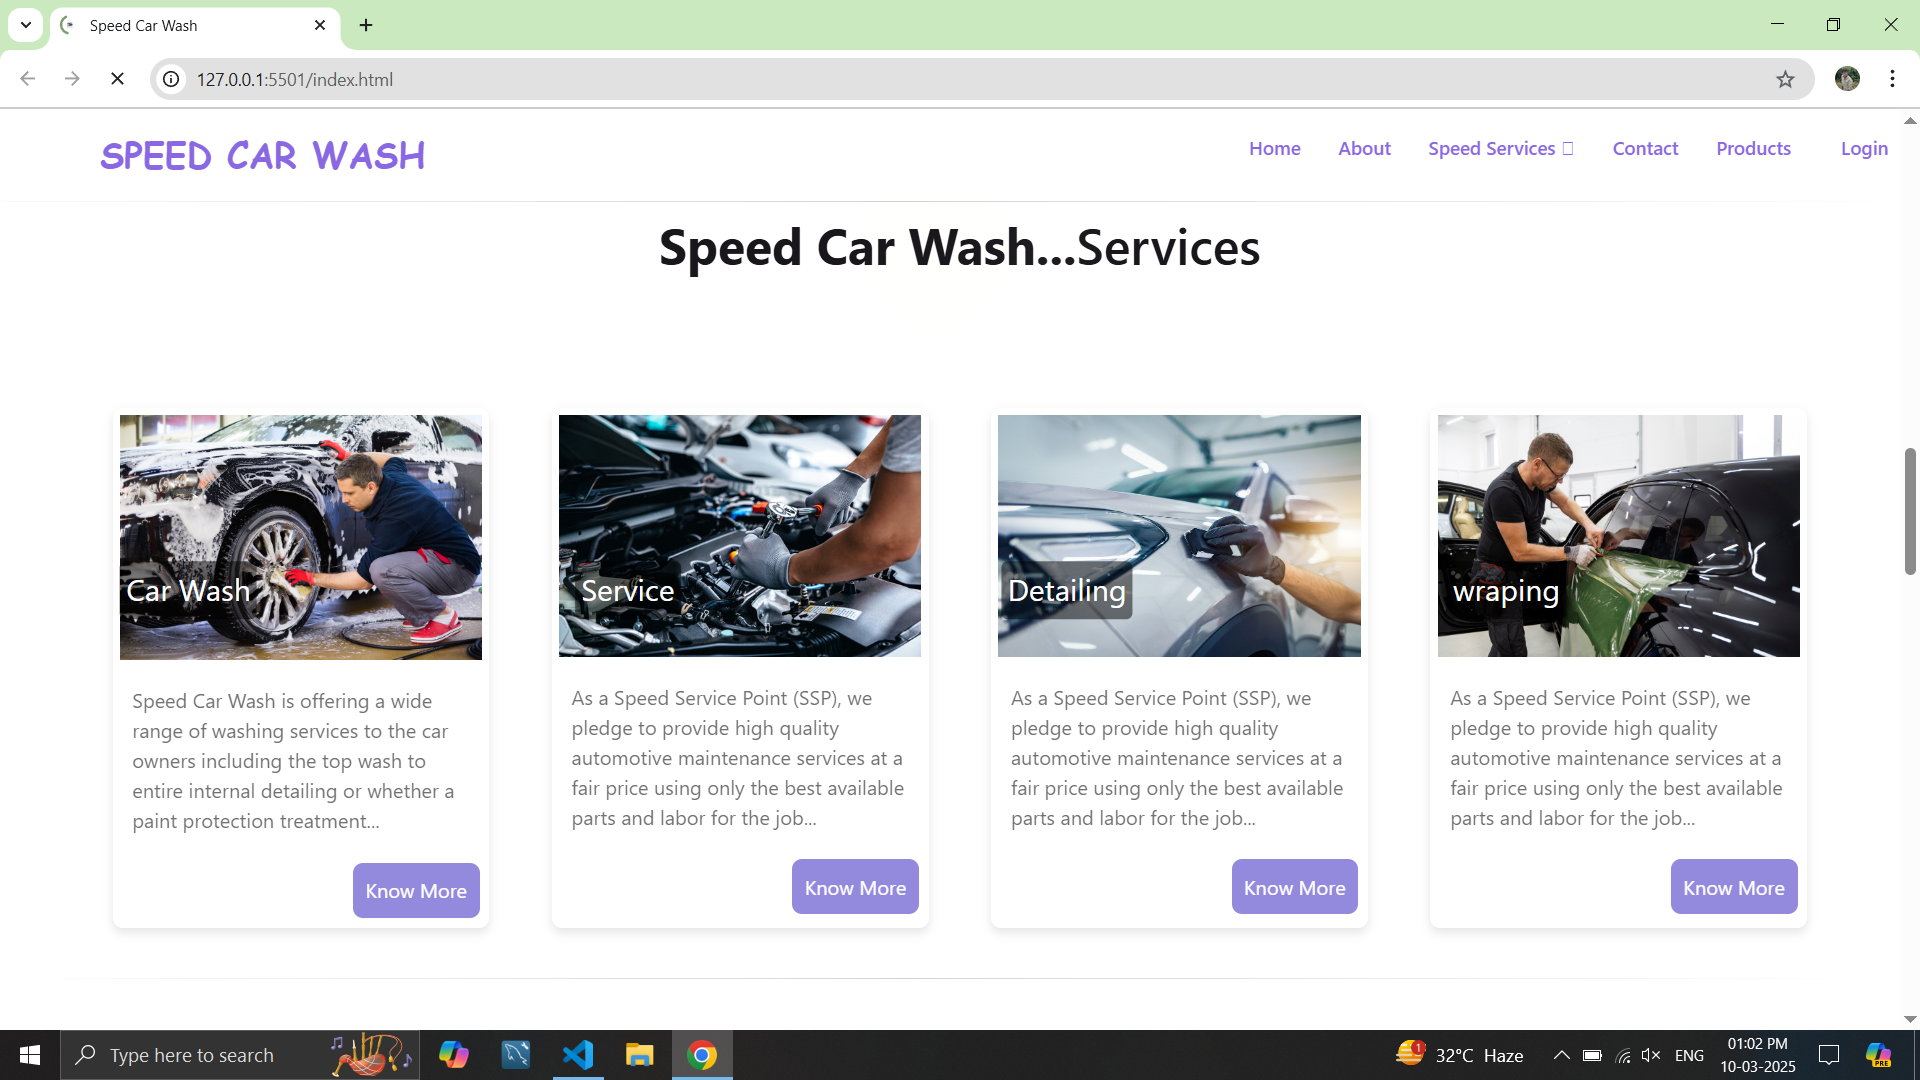 Speed Car Wash
127.0.0.1:5501/index.html
SPEED CAR WASH
Home About Speed Services Contact Products Login
Speed Car Wash...Services
Car Wash
Speed Car Wash is offering a wide
range of washing services to the car
owners including the top wash to
entire internal detailing or whether a
paint protection treatment...
Know More
Service
As a Speed Service Point (SSP), we
pledge to provide high quality
automotive maintenance services at a
fair price using only the best available
parts and labor for the job...
Know More
Detailing
As a Speed Service Point (SSP), we
pledge to provide high quality
automotive maintenance services at a
fair price using only the best available
parts and labor for the job...
Know More
wraping
As a Speed Service Point (SSP), we
pledge to provide high quality
automotive maintenance services at a
fair price using only the best available
parts and labor for the job...
Know More
Type here to search
1
32°C Haze
ENG
01:02 PM
10-03-2025
PRE